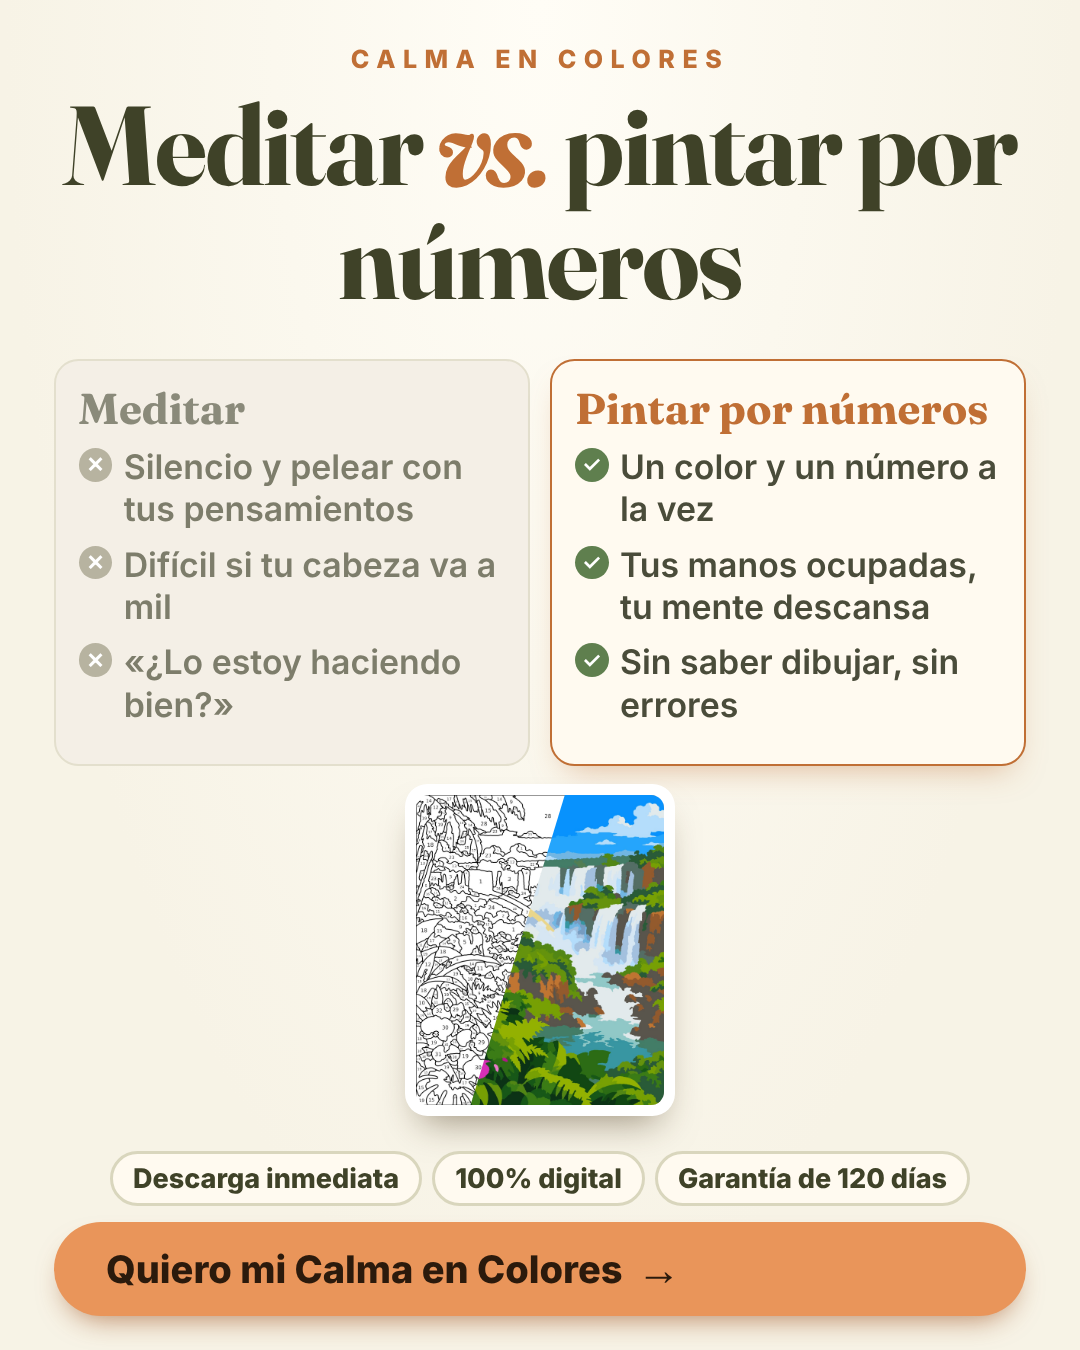 CALMA EN COLORES
Meditar vs. pintar por
números
Meditar
Silencio y pelear con
tus pensamientos
Difícil si tu cabeza va a
mil
«¿Lo estoy haciendo
bien?»
Pintar por números
Un color y un número a
la vez
Tus manos ocupadas,
tu mente descansa
Sin saber dibujar, sin
errores
Descarga inmediata
100% digital
Garantía de 120 días
Quiero mi Calma en Colores →